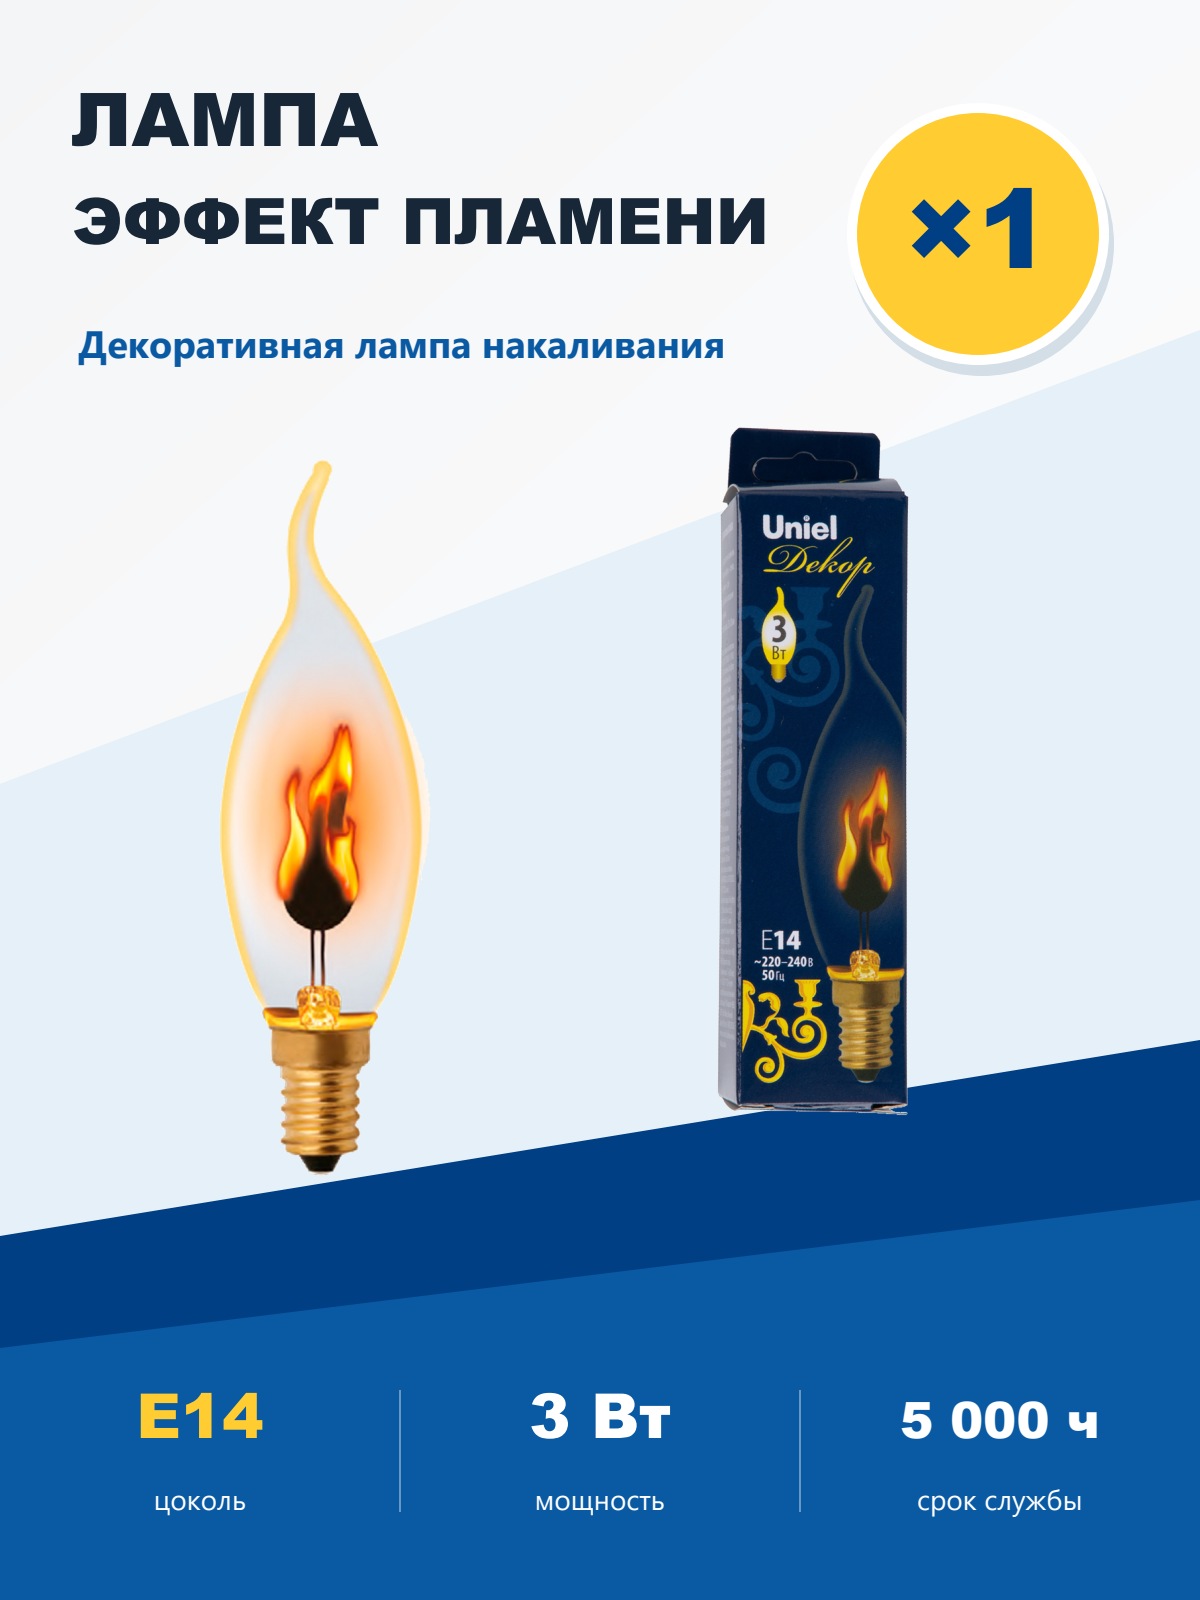 ЛАМПА
ЭФФЕКТ ПЛАМЕНИ
×1
Декоративная лампа накаливания
Uniel
Декор
3
Вт
E14
~220-240В
50Гц
E14
цоколь
3 Вт
мощность
5 000 ч
срок службы